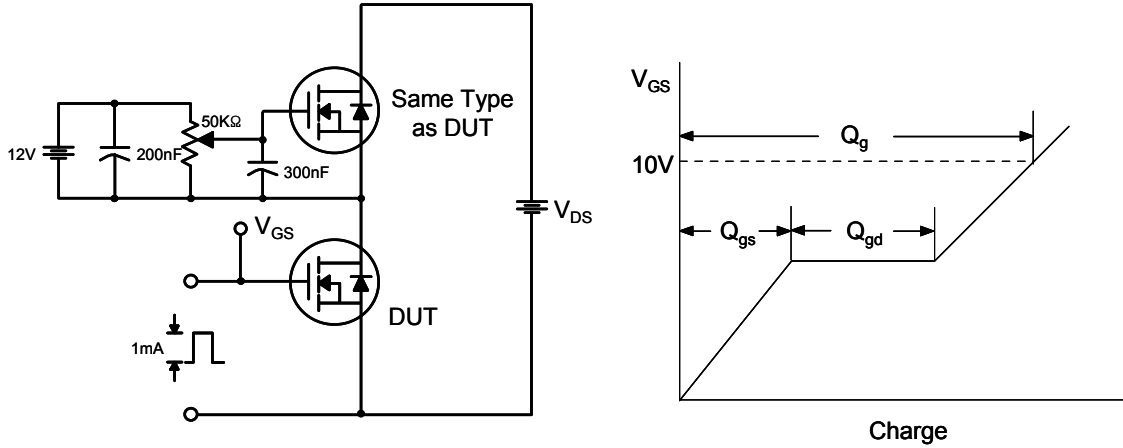 12V
200nF
50KΩ
300nF
Same Type
as DUT
V_DS
V_GS
DUT
1mA
V_GS
10V
Q_g
Q_gs
Q_gd
Charge